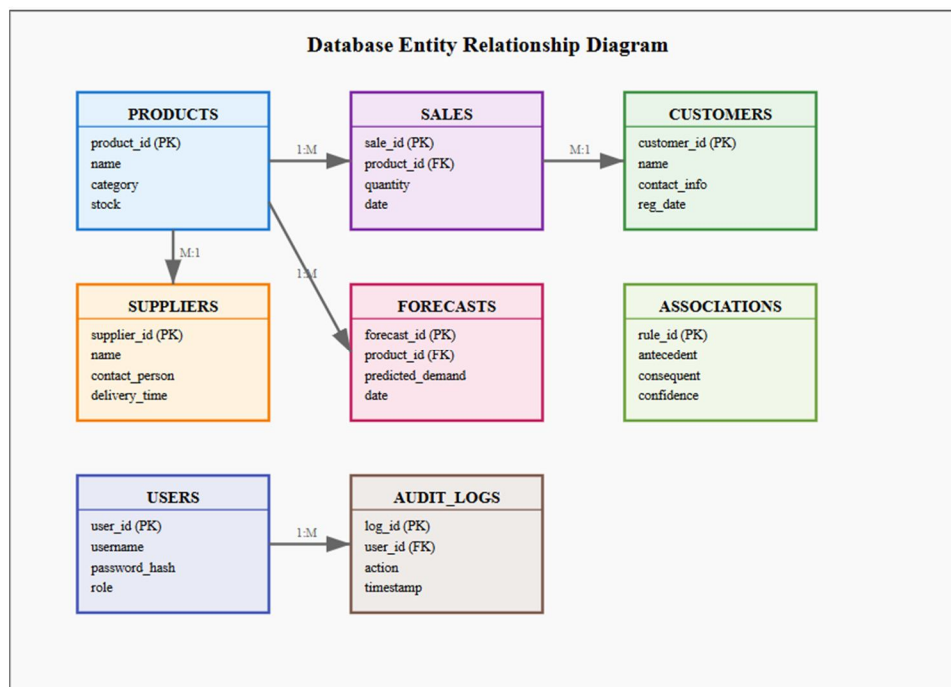 Database Entity Relationship Diagram
PRODUCTS
product_id (PK)
name
category
stock
1:M
SALES
sale_id (PK)
product_id (FK)
quantity
date
M:1
CUSTOMERS
customer_id (PK)
name
contact_info
reg_date
M:1
1:M
SUPPLIERS
supplier_id (PK)
name
contact_person
delivery_time
FORECASTS
forecast_id (PK)
product_id (FK)
predicted_demand
date
ASSOCIATIONS
rule_id (PK)
antecedent
consequent
confidence
USERS
user_id (PK)
username
password_hash
role
1:M
AUDIT_LOGS
log_id (PK)
user_id (FK)
action
timestamp